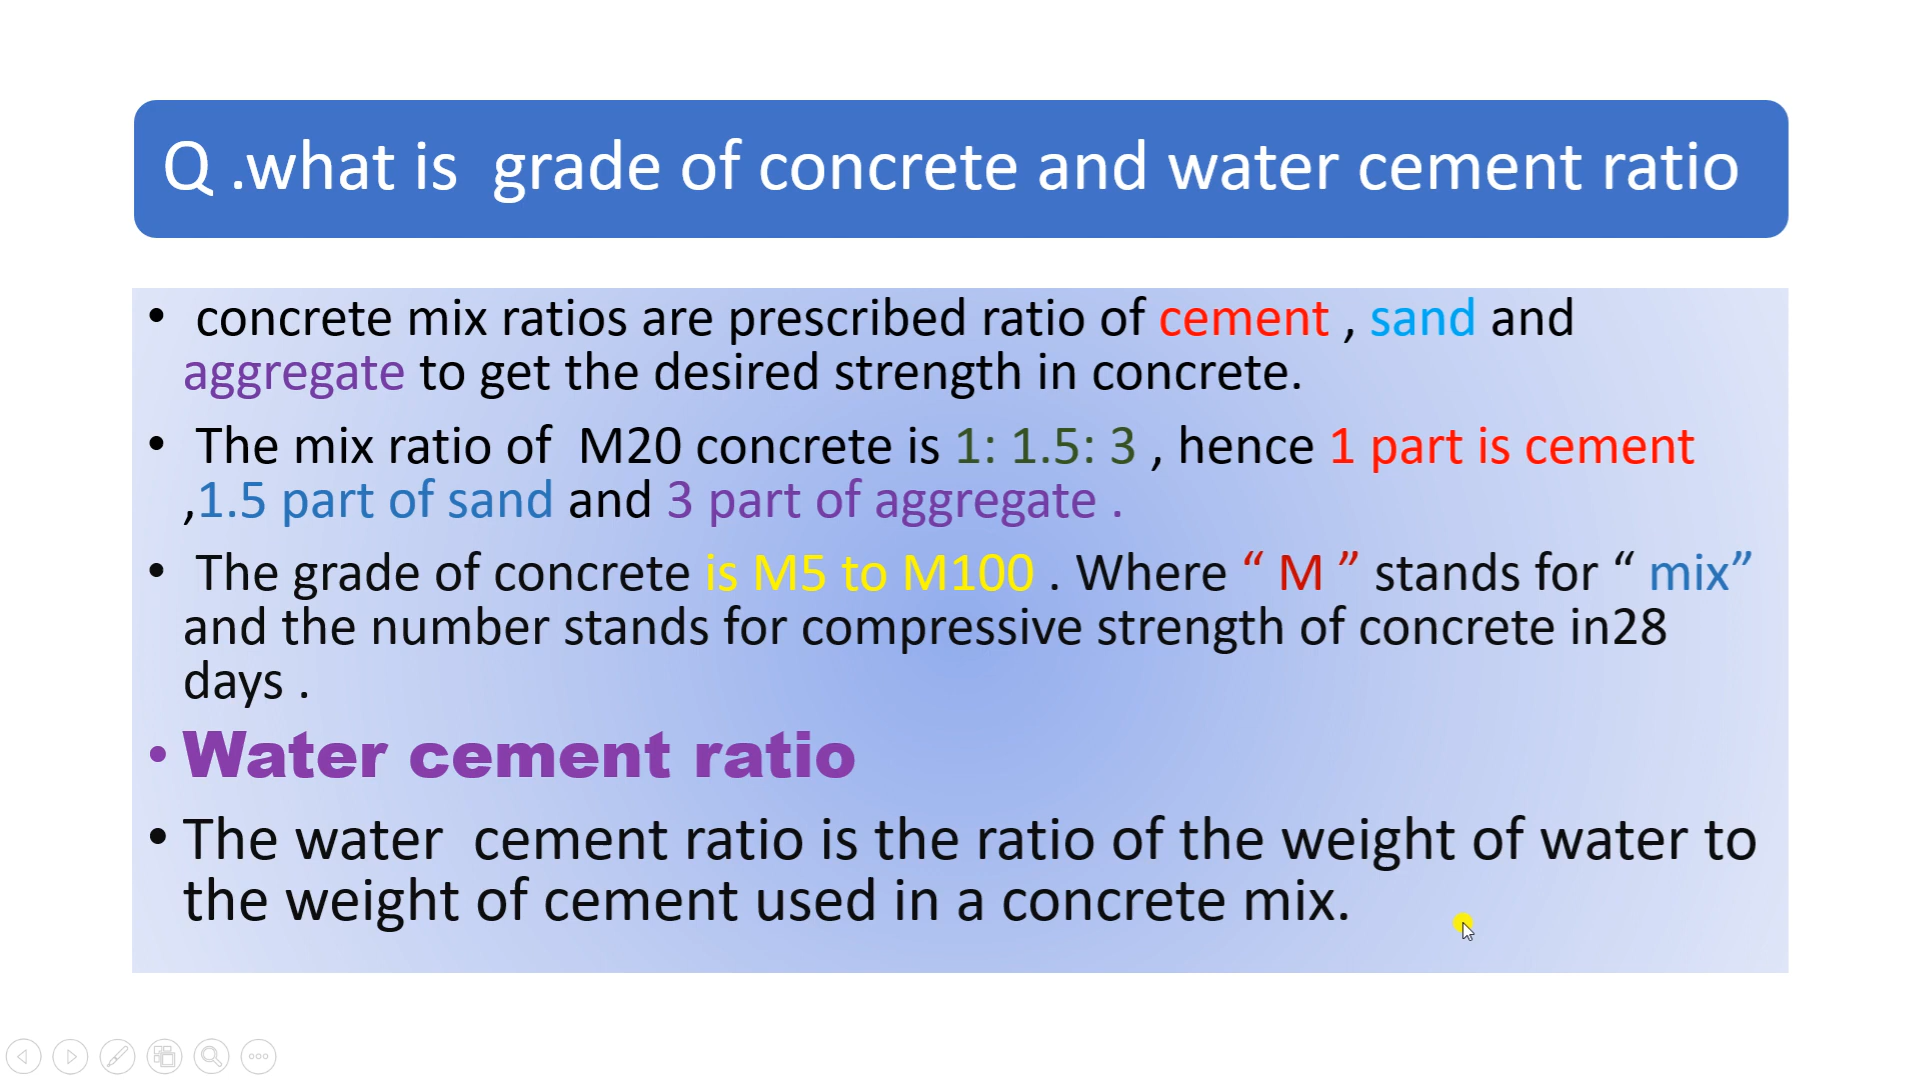 Q .what is  grade of concrete and water cement ratio
• concrete mix ratios are prescribed ratio of cement , sand and
aggregate to get the desired strength in concrete.
• The mix ratio of  M20 concrete is 1: 1.5: 3 , hence 1 part is cement
,1.5 part of sand and 3 part of aggregate .
• The grade of concrete is M5 to M100 . Where “ M ” stands for “ mix”
and the number stands for compressive strength of concrete in28
days .
• Water cement ratio
• The water  cement ratio is the ratio of the weight of water to
the weight of cement used in a concrete mix.